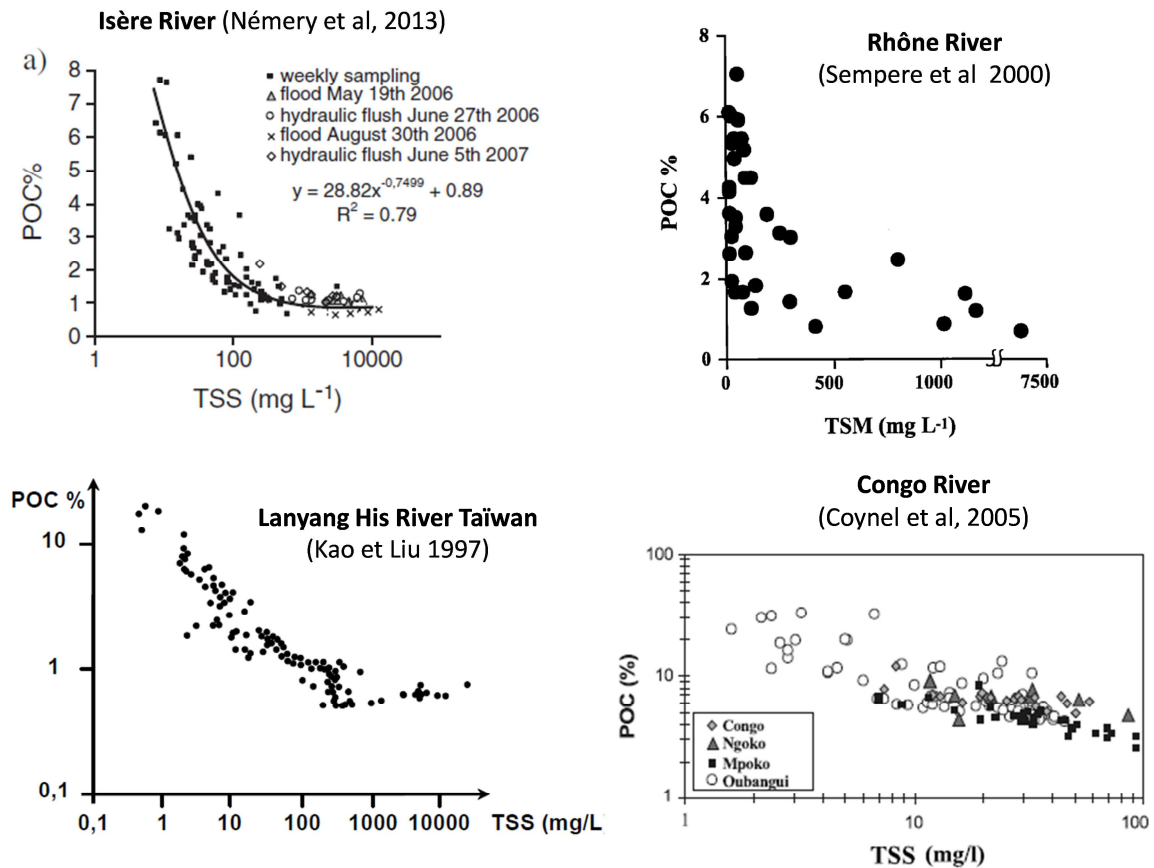 Isère River (Némery et al, 2013)
a)
8
7
6
5
4
3
2
1
0
POC%
■ weekly sampling
△ flood May 19th 2006
○ hydraulic flush June 27th 2006
× flood August 30th 2006
◇ hydraulic flush June 5th 2007
y = 28.82x-0,7499 + 0.89
R2 = 0.79
1 100 10000
TSS (mg L-1)
Rhône River
(Sempere et al 2000)
8
6
4
2
0
POC %
0 500 1000 7500
TSM (mg L-1)
POC %
Lanyang His River Taïwan
(Kao et Liu 1997)
10
1
0,1
0,1 1 10 100 1000 10000 TSS (mg/L
Congo River
(Coynel et al, 2005)
100
10
1
POC (%)
Congo
Ngoko
Mpoko
Oubangui
1 10 100
TSS (mg/l)